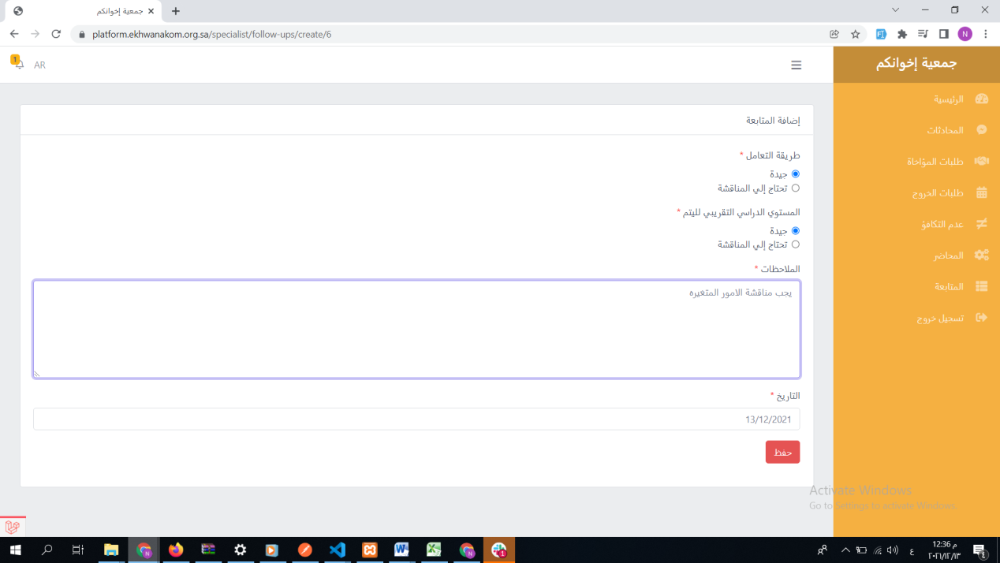 جمعية إخوانكم
platform.ekhwanakom.org.sa/specialist/follow-ups/create/6
N
1
AR
جمعية إخوانكم
الرئيسية
المحادثات
طلبات المؤاخاة
طلبات الخروج
عدم التكافؤ
المحاضر
المتابعة
تسجيل خروج
إضافة المتابعة
طريقة التعامل *
جيدة
تحتاج إلي المناقشة
المستوي الدراسي التقريبي لليتم *
جيدة
تحتاج إلي المناقشة
الملاحظات *
يجب مناقشة الامور المتغيره
التاريخ *
13/12/2021
حفظ
Activate Windows
Go to Settings to activate Windows.
ع
12:36 م
٢٠٢١/١٢/١٣
٤